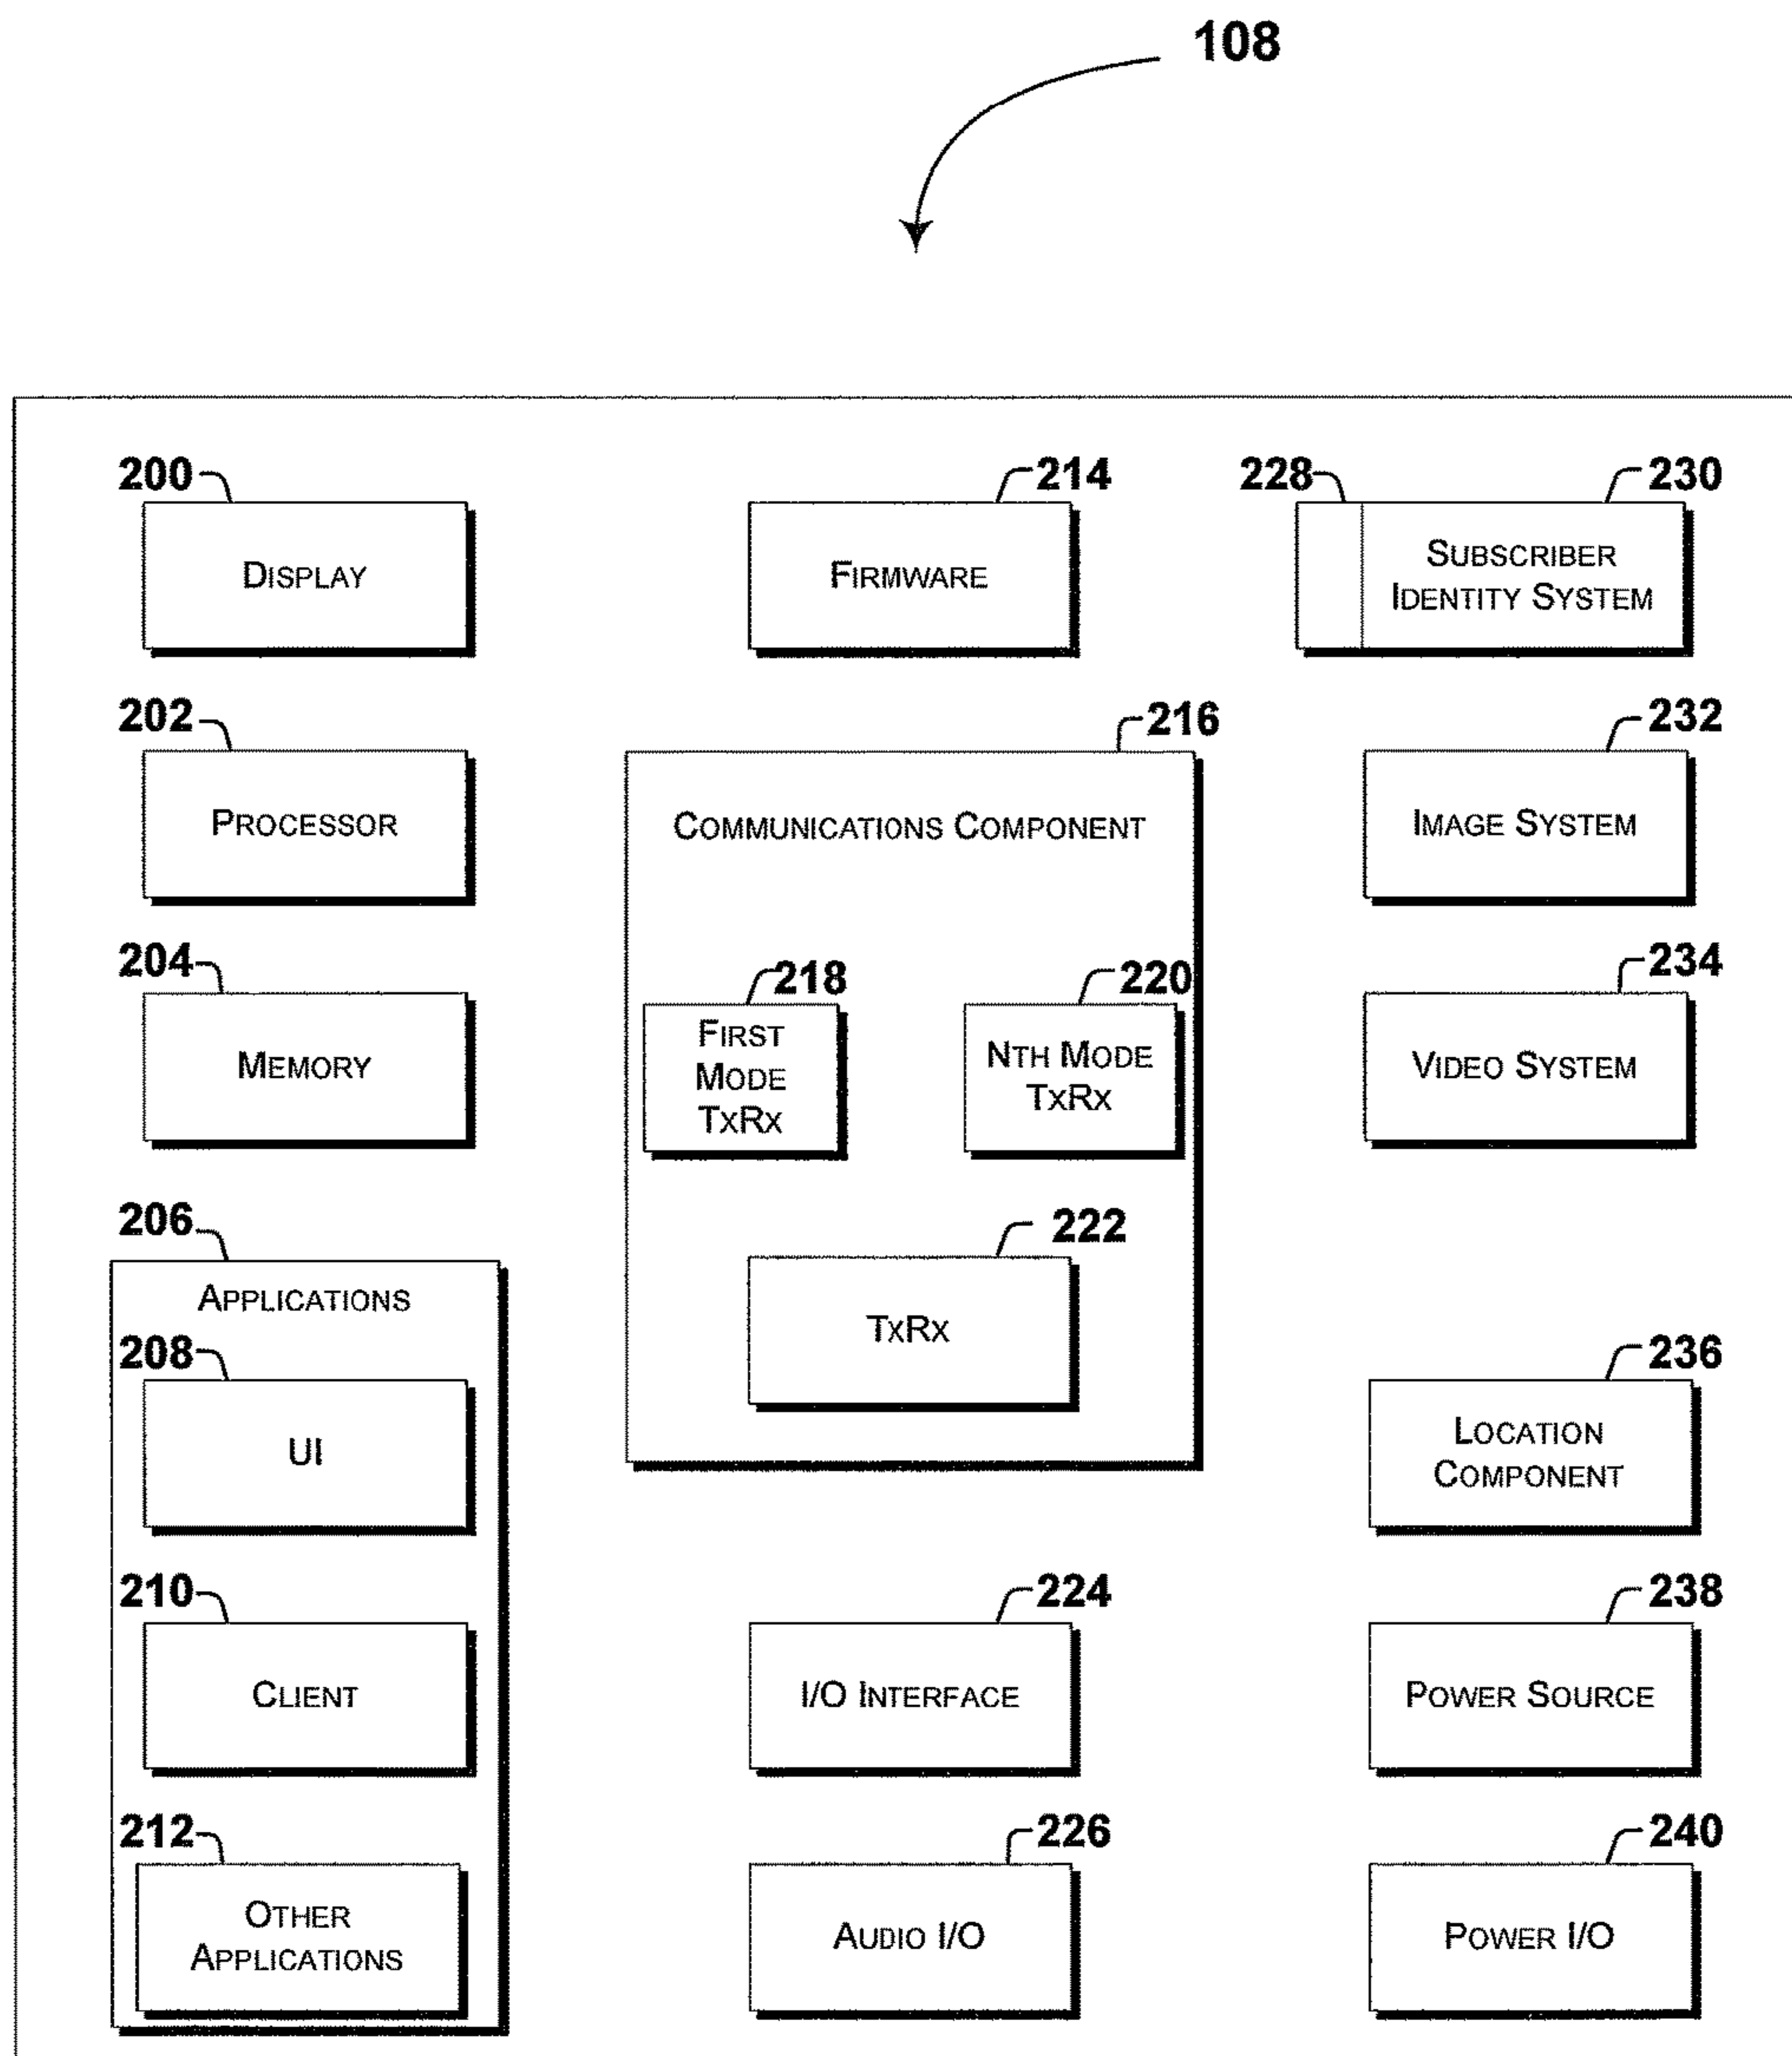 108
200
DISPLAY
214
FIRMWARE
228
230
SUBSCRIBER
IDENTITY SYSTEM
202
PROCESSOR
216
COMMUNICATIONS COMPONENT
232
IMAGE SYSTEM
204
MEMORY
218
FIRST
MODE
TXRX
220
NTH MODE
TXRX
234
VIDEO SYSTEM
206
APPLICATIONS
222
TXRX
208
UI
236
LOCATION
COMPONENT
210
CLIENT
224
I/O INTERFACE
238
POWER SOURCE
212
OTHER
APPLICATIONS
226
AUDIO I/O
240
POWER I/O